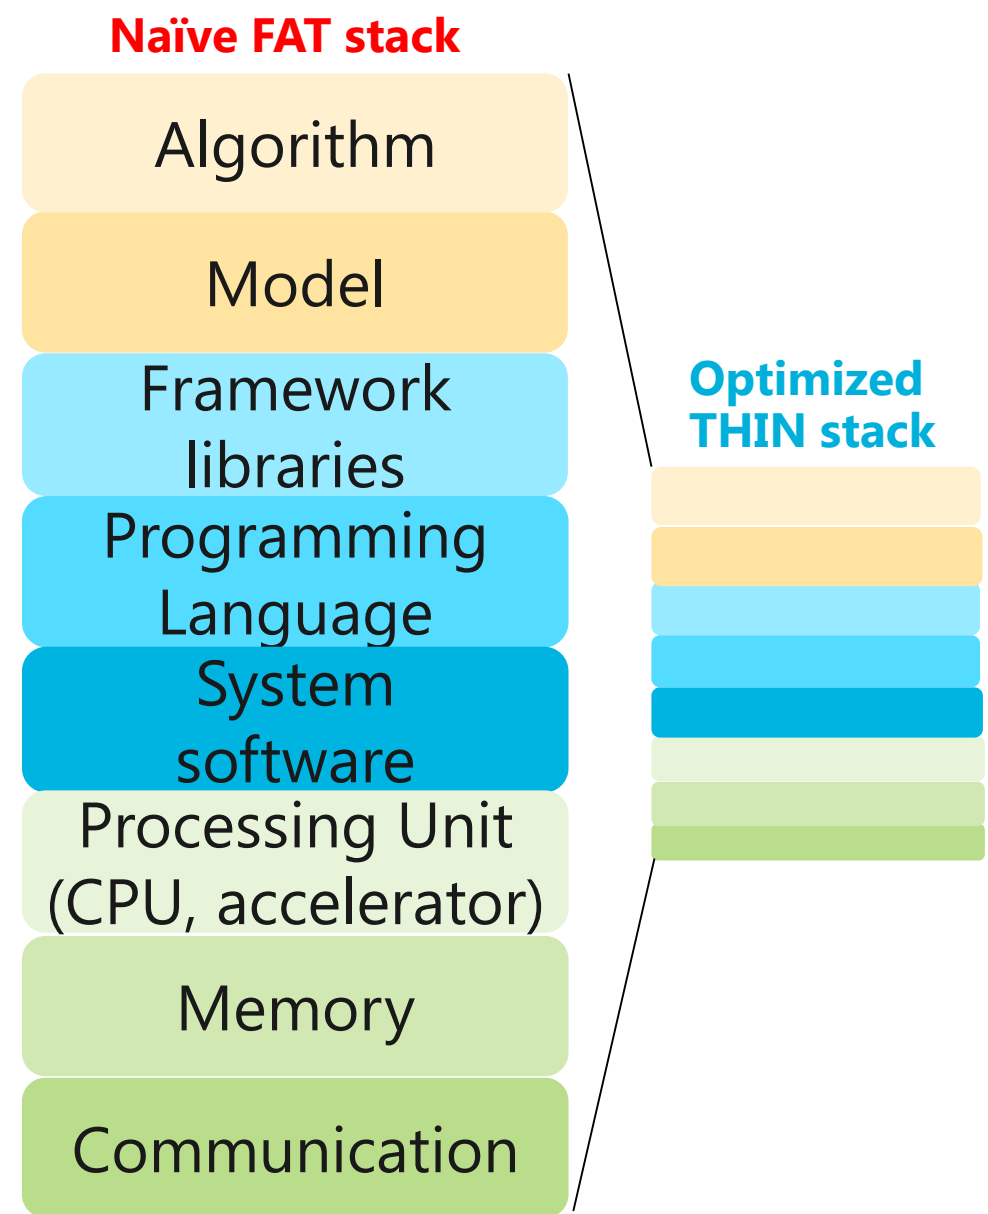 Naïve FAT stack
Algorithm
Model
Framework
libraries
Programming
Language
System
software
Processing Unit
(CPU, accelerator)
Memory
Communication
Optimized
THIN stack